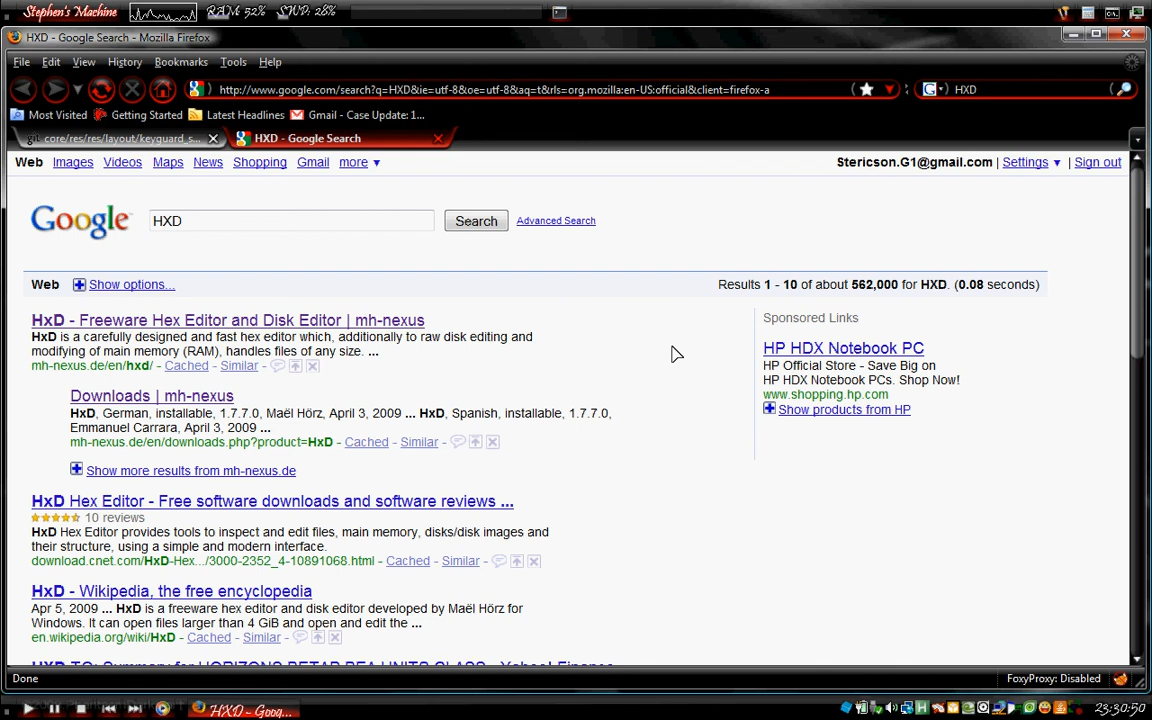 Stephen's Machine RAM: 52% SWP: 28%
HXD - Google Search - Mozilla Firefox
File Edit View History Bookmarks Tools Help
http://www.google.com/search?q=HXD&ie=utf-8&oe=utf-8&aq=t&rls=org.mozilla:en-US:official&client=firefox-a
HXD
Most Visited Getting Started Latest Headlines Gmail - Case Update: 1...
core/res/res/layout/keyguard_s... HXD - Google Search
Web Images Videos Maps News Shopping Gmail more ▼
Stericson.G1@gmail.com | Settings ▼ | Sign out
Google HXD Search Advanced Search
Web Show options...
Results 1 - 10 of about 562,000 for HXD. (0.08 seconds)
HxD - Freeware Hex Editor and Disk Editor | mh-nexus
HxD is a carefully designed and fast hex editor which, additionally to raw disk editing and
modifying of main memory (RAM), handles files of any size. ...
mh-nexus.de/en/hxd/ - Cached - Similar -
Downloads | mh-nexus
HxD, German, installable, 1.7.7.0, Maël Hörz, April 3, 2009 ... HxD, Spanish, installable, 1.7.7.0,
Emmanuel Carrara, April 3, 2009 ...
mh-nexus.de/en/downloads.php?product=HxD - Cached - Similar -
Show more results from mh-nexus.de
HxD Hex Editor - Free software downloads and software reviews ...
10 reviews
HxD Hex Editor provides tools to inspect and edit files, main memory, disks/disk images and
their structure, using a simple and modern interface.
download.cnet.com/HxD-Hex.../3000-2352_4-10891068.html - Cached - Similar -
HxD - Wikipedia, the free encyclopedia
Apr 5, 2009 ... HxD is a freeware hex editor and disk editor developed by Maël Hörz for
Windows. It can open files larger than 4 GiB and open and edit the ...
en.wikipedia.org/wiki/HxD - Cached - Similar -
Sponsored Links
HP HDX Notebook PC
HP Official Store - Save Big on
HP HDX Notebook PCs. Shop Now!
www.shopping.hp.com
Show products from HP
Done
FoxyProxy: Disabled
HXD - Goog...
23:30:50